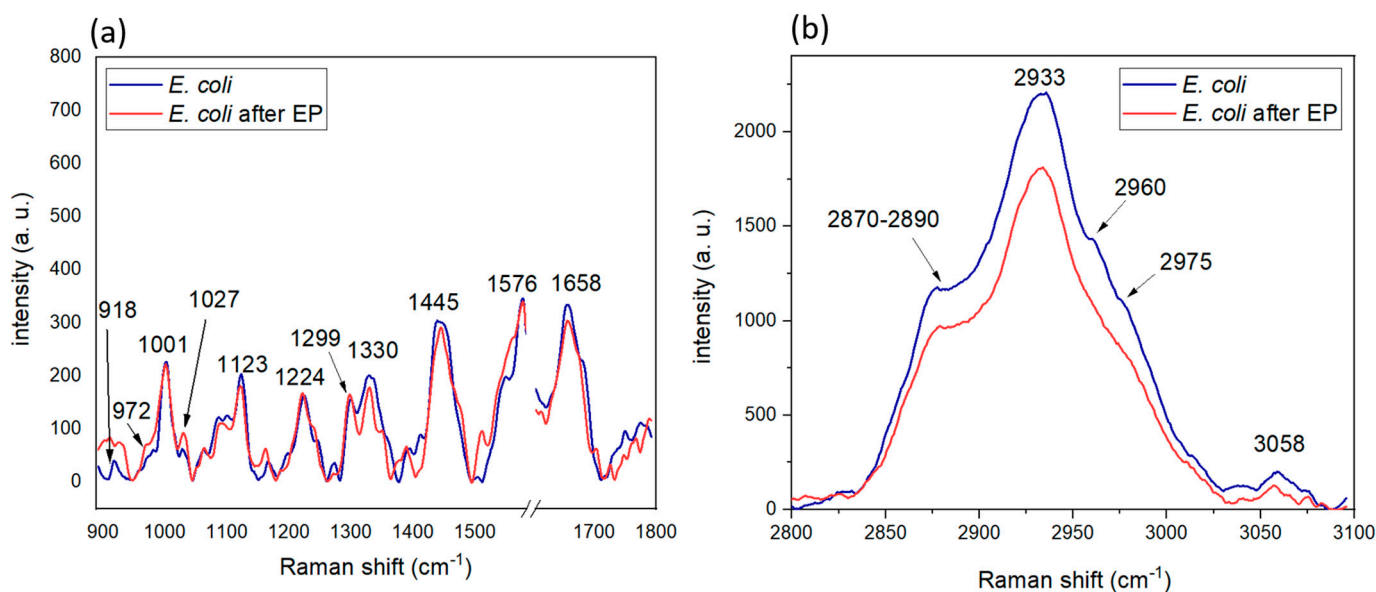 (a)
800
700
600
500
400
300
200
100
0
intensity (a. u.)
E. coli
E. coli after EP
918
972
1001
1027
1123
1224
1299
1330
1445
1576
1658
900 1000 1100 1200 1300 1400 1500 1700 1800
Raman shift (cm⁻¹)
(b)
2000
1500
1000
500
0
intensity (a. u.)
E. coli
E. coli after EP
2933
2960
2870-2890
2975
3058
2800 2850 2900 2950 3000 3050 3100
Raman shift (cm⁻¹)